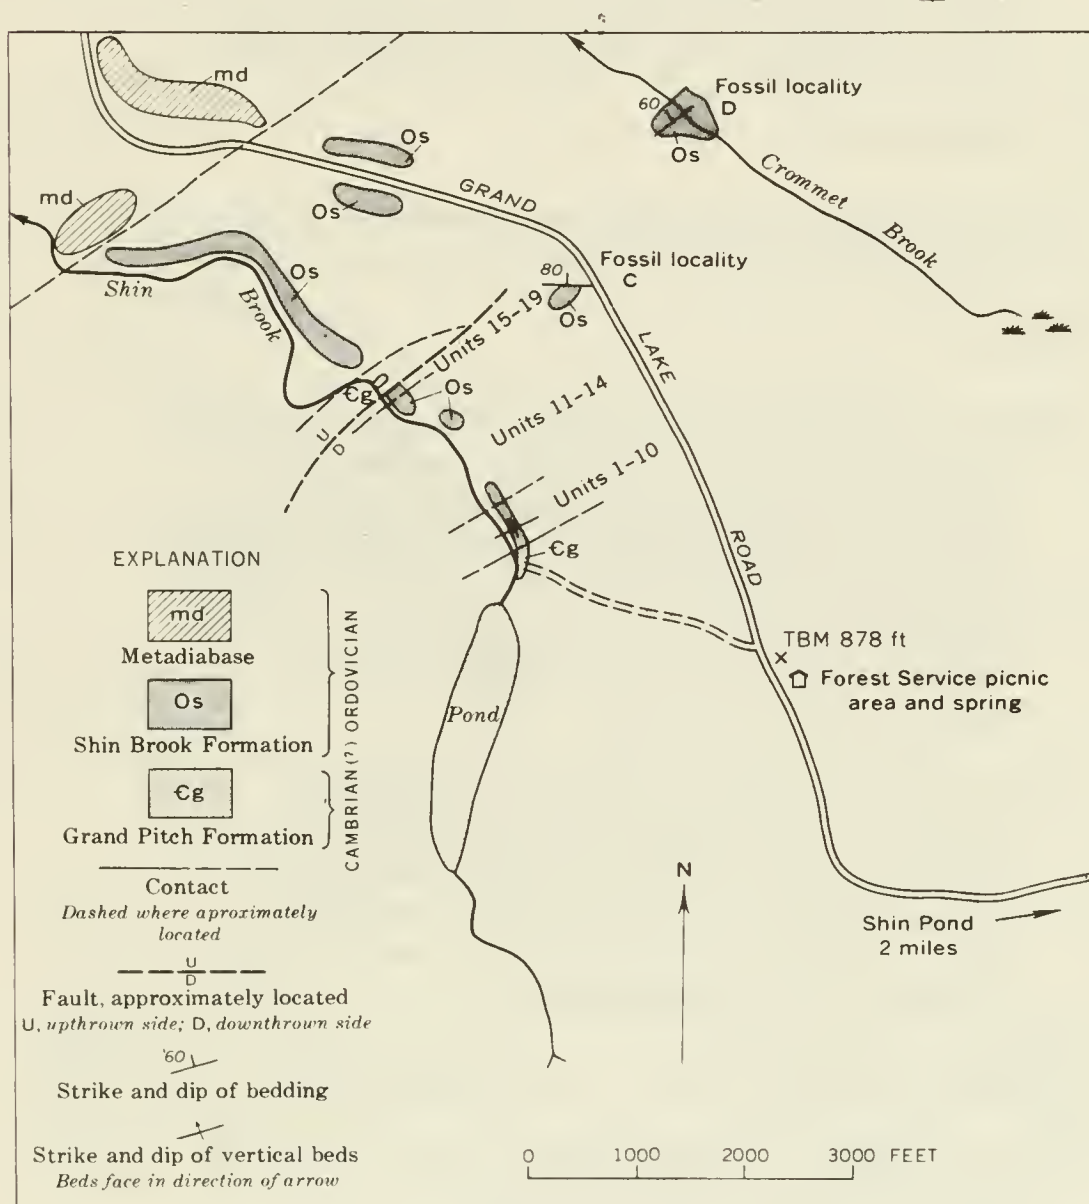 md
Fossil locality
D
60
Os
Os
Os
md
GRAND
Crommet
Brook
Shin
Brook
Os
Fossil locality
C
80
Os
Units 15-19
LAKE
Os
Єg
U
D
Units 11-14
Units 1-10
Єg
ROAD
TBM 878 ft
Forest Service picnic
area and spring
Pond
EXPLANATION
md
Metadiabase
Os
Shin Brook Formation
ORDOVICIAN
Єg
Grand Pitch Formation
CAMBRIAN(?)
Contact
Dashed where aproximately
located
U
D
Fault, approximately located
U, upthrown side; D, downthrown side
60
Strike and dip of bedding
Strike and dip of vertical beds
Beds face in direction of arrow
N
Shin Pond
2 miles
0 1000 2000 3000 FEET